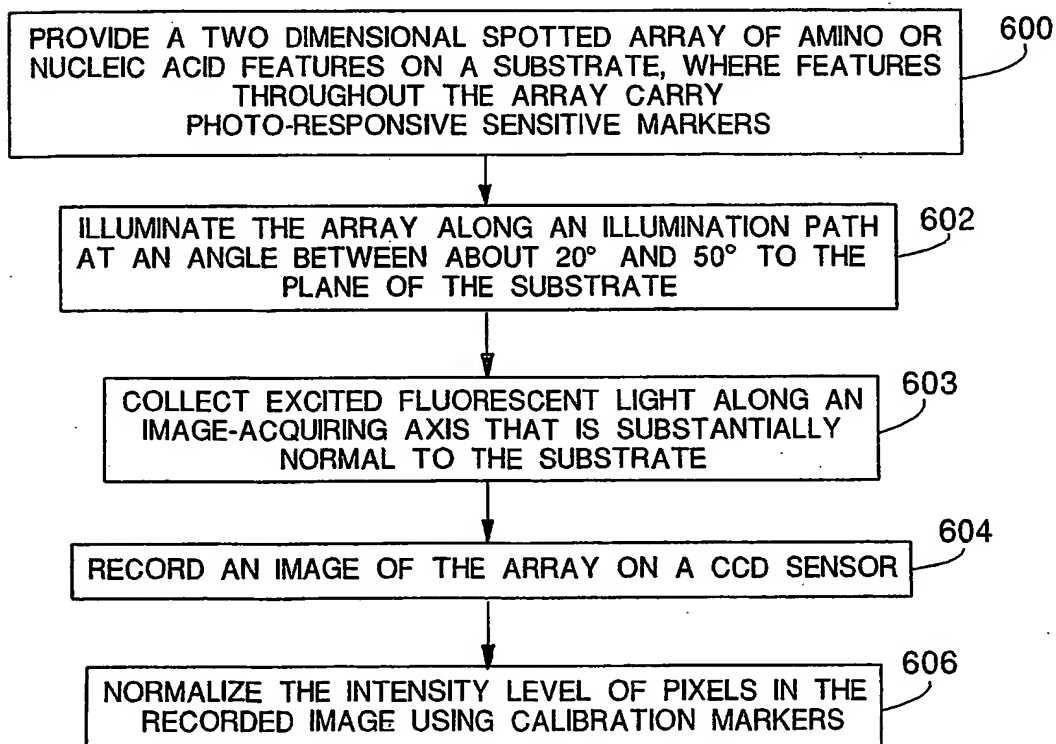 PROVIDE A TWO DIMENSIONAL SPOTTED ARRAY OF AMINO OR
NUCLEIC ACID FEATURES ON A SUBSTRATE, WHERE FEATURES
THROUGHOUT THE ARRAY CARRY
PHOTO-RESPONSIVE SENSITIVE MARKERS
600
ILLUMINATE THE ARRAY ALONG AN ILLUMINATION PATH
AT AN ANGLE BETWEEN ABOUT 20° AND 50° TO THE
PLANE OF THE SUBSTRATE
602
COLLECT EXCITED FLUORESCENT LIGHT ALONG AN
IMAGE-ACQUIRING AXIS THAT IS SUBSTANTIALLY
NORMAL TO THE SUBSTRATE
603
RECORD AN IMAGE OF THE ARRAY ON A CCD SENSOR
604
NORMALIZE THE INTENSITY LEVEL OF PIXELS IN THE
RECORDED IMAGE USING CALIBRATION MARKERS
606